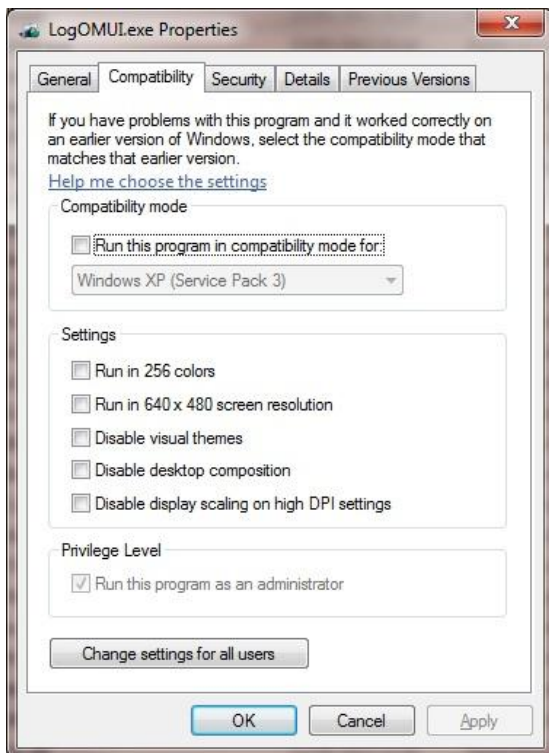 LogOMUI.exe Properties
General Compatibility Security Details Previous Versions
If you have problems with this program and it worked correctly on
an earlier version of Windows, select the compatibility mode that
matches that earlier version.
Help me choose the settings
Compatibility mode
Run this program in compatibility mode for:
Windows XP (Service Pack 3)
Settings
Run in 256 colors
Run in 640 x 480 screen resolution
Disable visual themes
Disable desktop composition
Disable display scaling on high DPI settings
Privilege Level
Run this program as an administrator
Change settings for all users
OK Cancel Apply